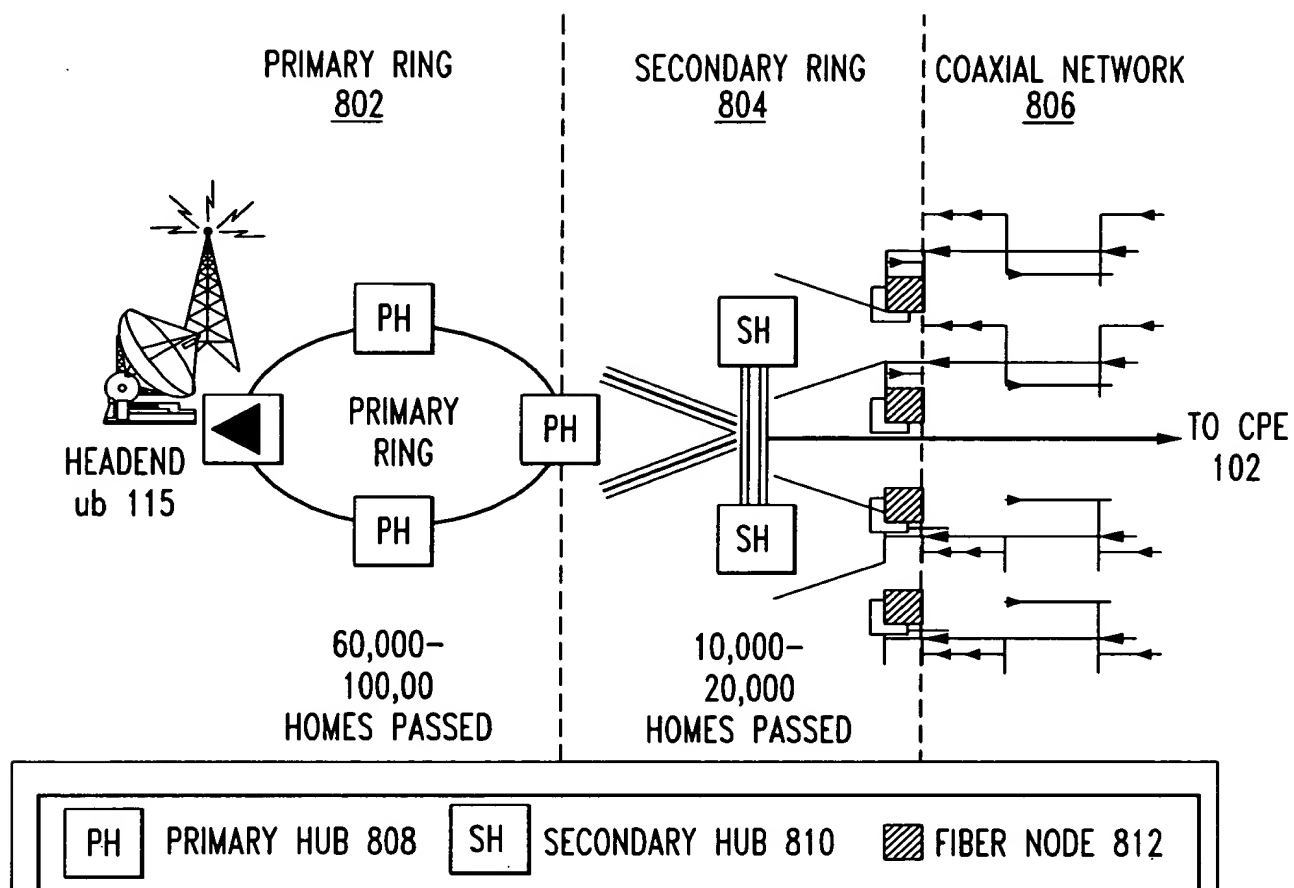 PRIMARY RING
802
SECONDARY RING
804
COAXIAL NETWORK
806
PH
PRIMARY
RING
PH
PH
HEADEND
ub 115
SH
SH
TO CPE
102
60,000–
100,00
HOMES PASSED
10,000–
20,000
HOMES PASSED
PH PRIMARY HUB 808
SH SECONDARY HUB 810
FIBER NODE 812